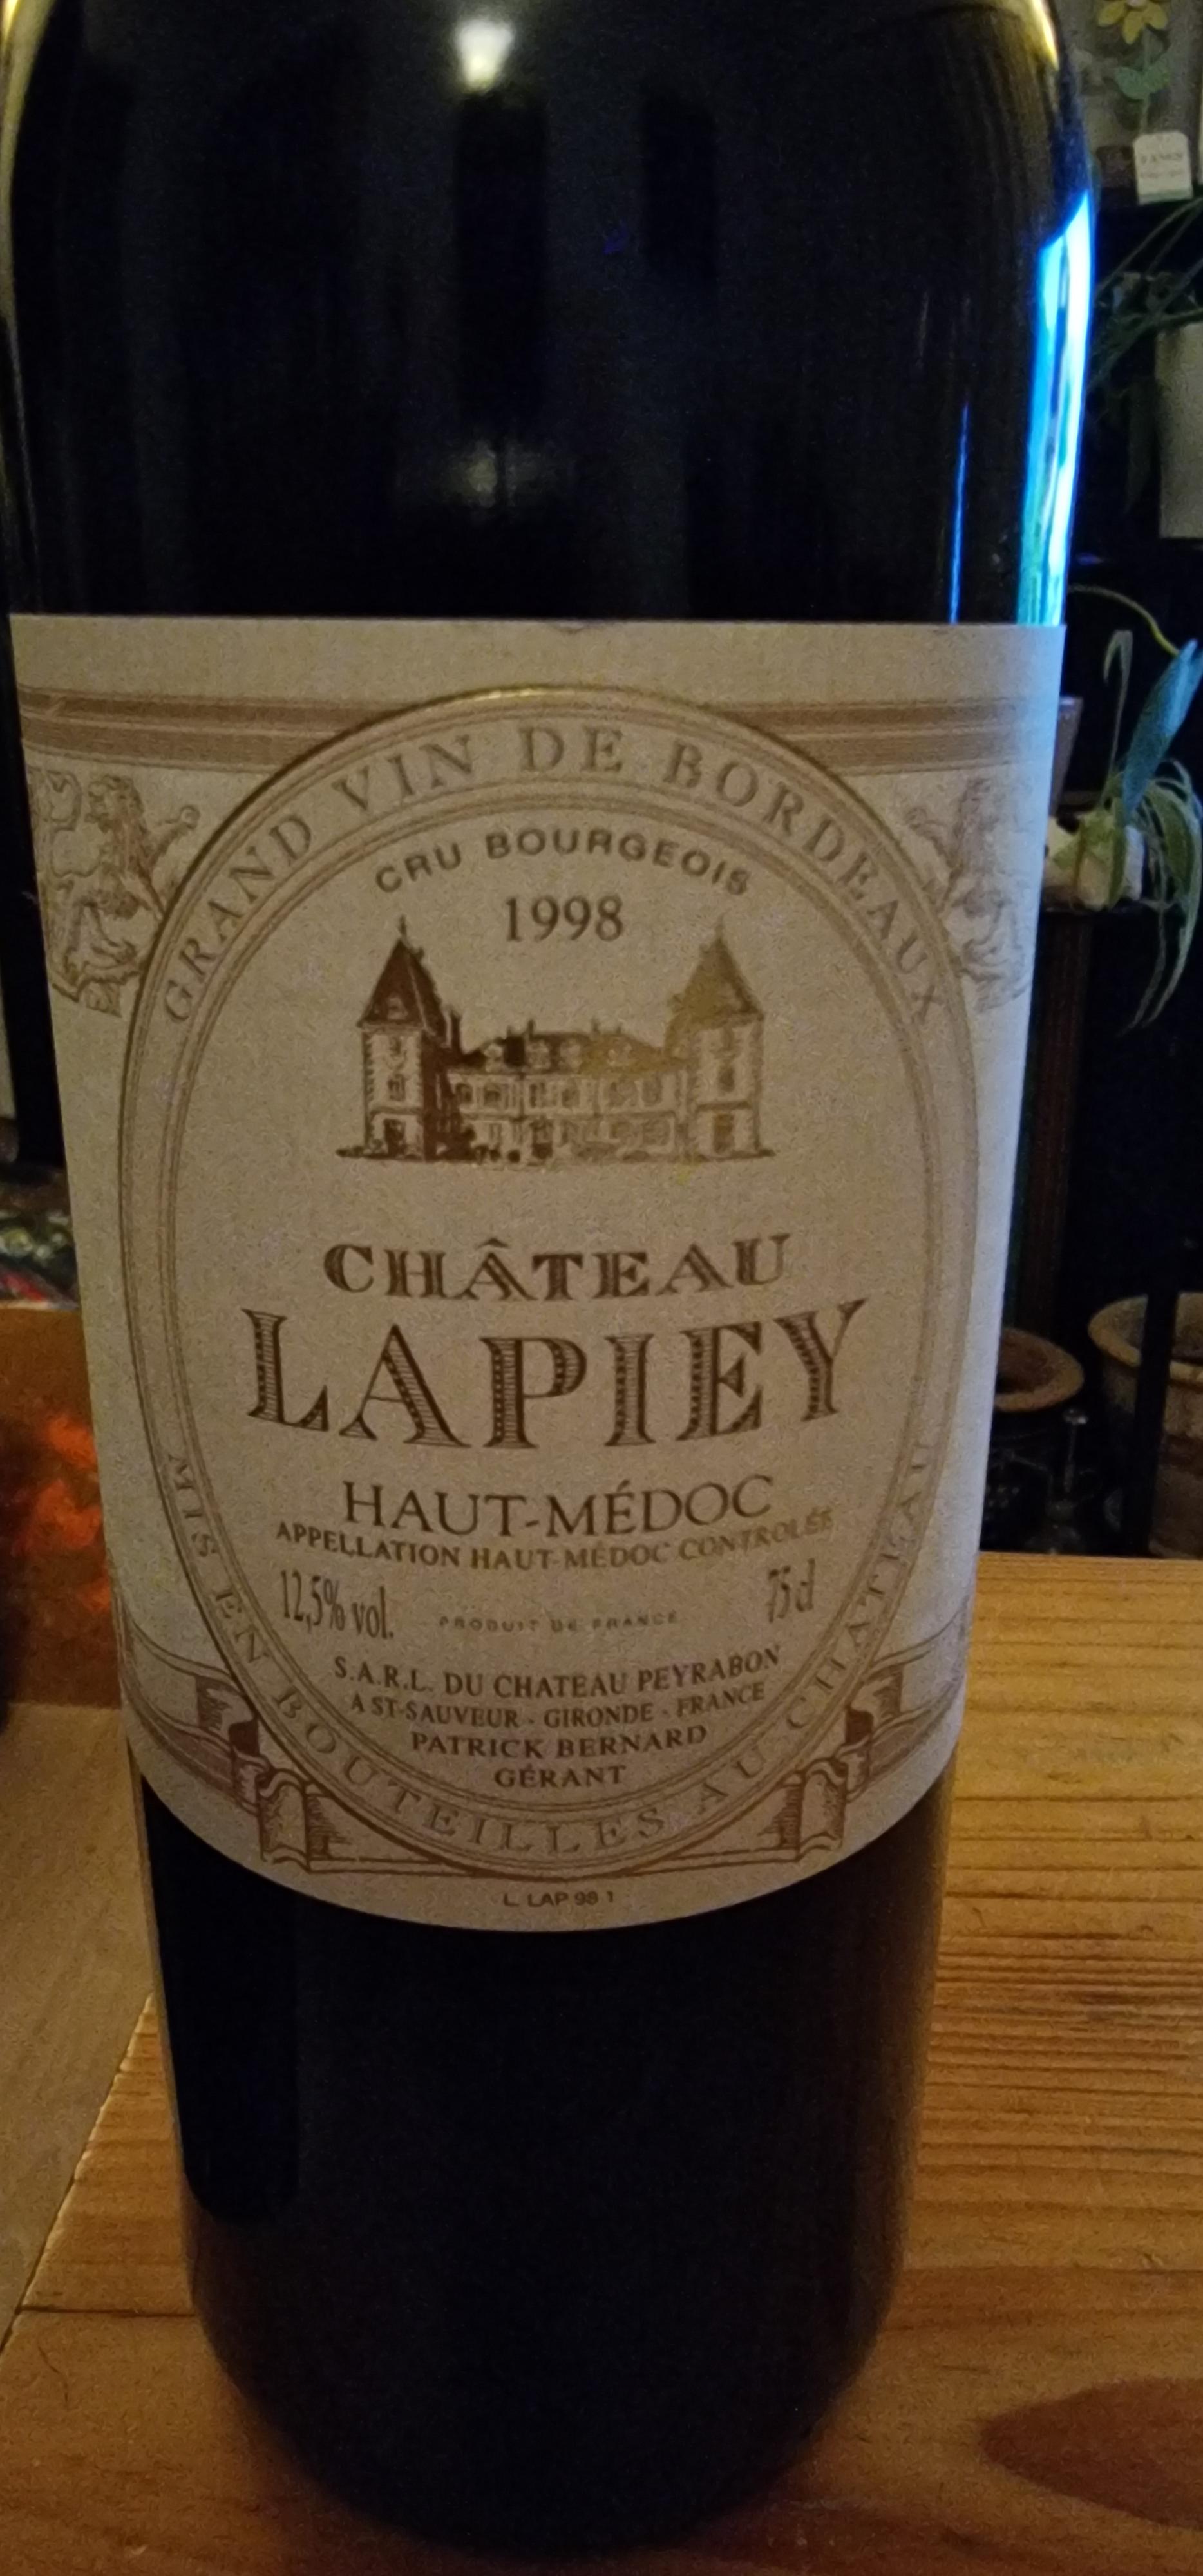 GRAND VIN DE BORDEAUX
CRU BOURGEOIS
1998
CHÂTEAU
LAPIEY
HAUT-MÉDOC
APPELLATION HAUT-MÉDOC CONTROLÉE
12,5% vol. PRODUIT DE FRANCE 75 cl
S.A.R.L. DU CHATEAU PEYRABON
A ST-SAUVEUR - GIRONDE - FRANCE
PATRICK BERNARD
GÉRANT
MIS EN BOUTEILLES AU CHATEAU
L. LAP 98 1